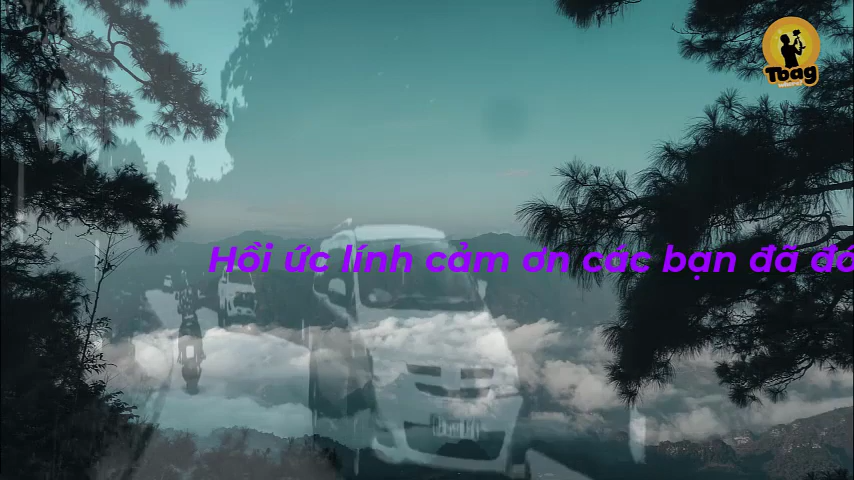 Tbag
Hồi ức lính cảm ơn các bạn đã